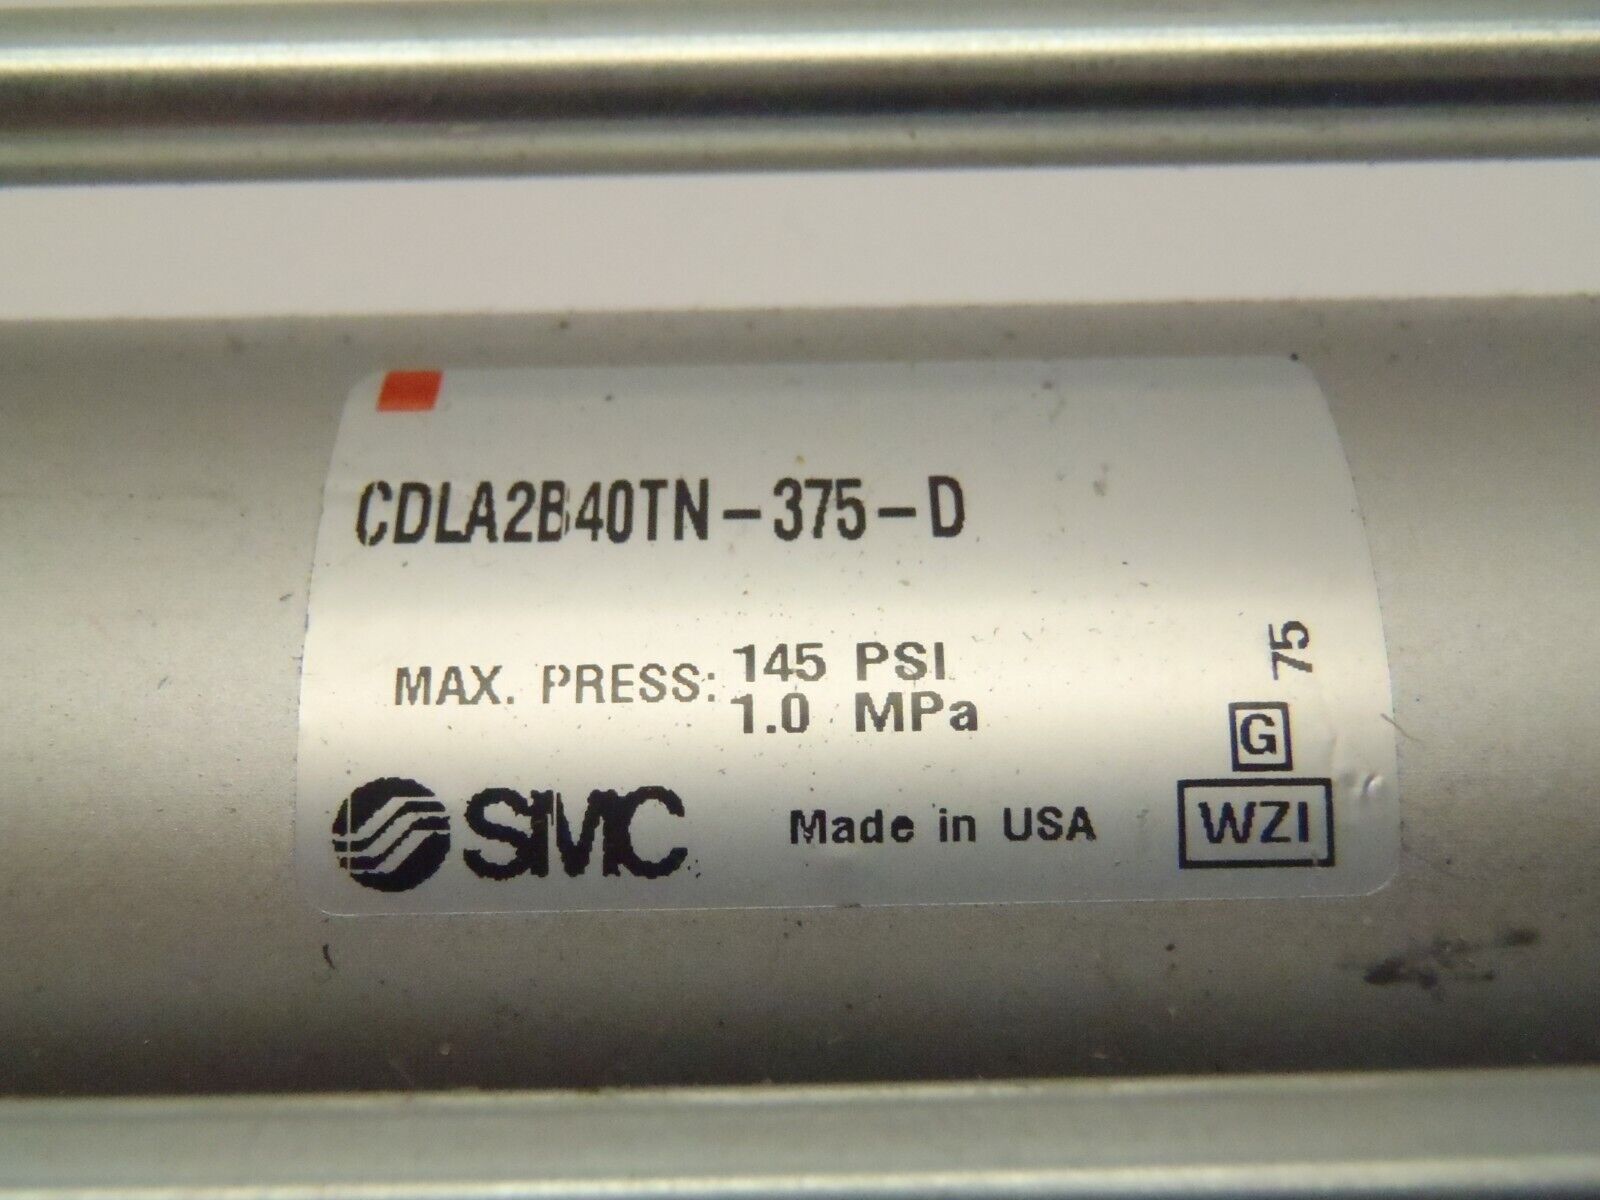 CDLA2B40TN-375-D
MAX. PRESS: 145 PSI
1.0 MPa
75
G
SMC Made in USA WZI